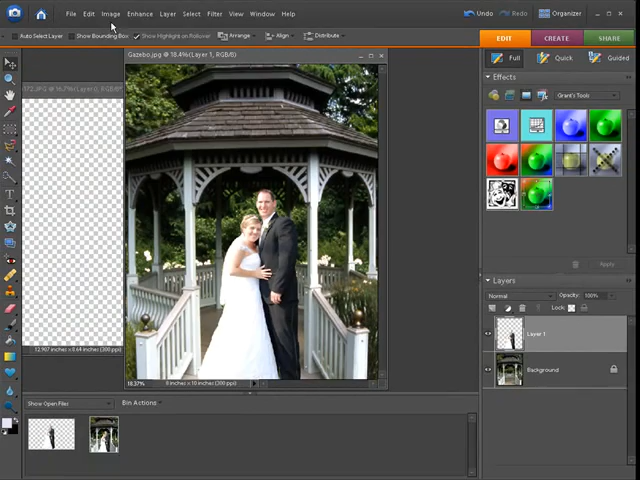 File Edit Image Enhance Layer Select Filter View Window Help Undo Redo Organizer
Auto Select Layer Show Bounding Box Show Highlight on Rollover Arrange Align Distribute
EDIT CREATE SHARE
Gazebo.jpg @ 18.4% (Layer 1, RGB/8)
Full Quick Guided
Effects
Grant's Tools
Apply
Layers
Normal Opacity: 100%
Lock:
Layer 1
Background
12.907 inches x 8.64 inches (300 ppi)
18.37% 8 inches x 10 inches (300 ppi)
Show Open Files Bin Actions